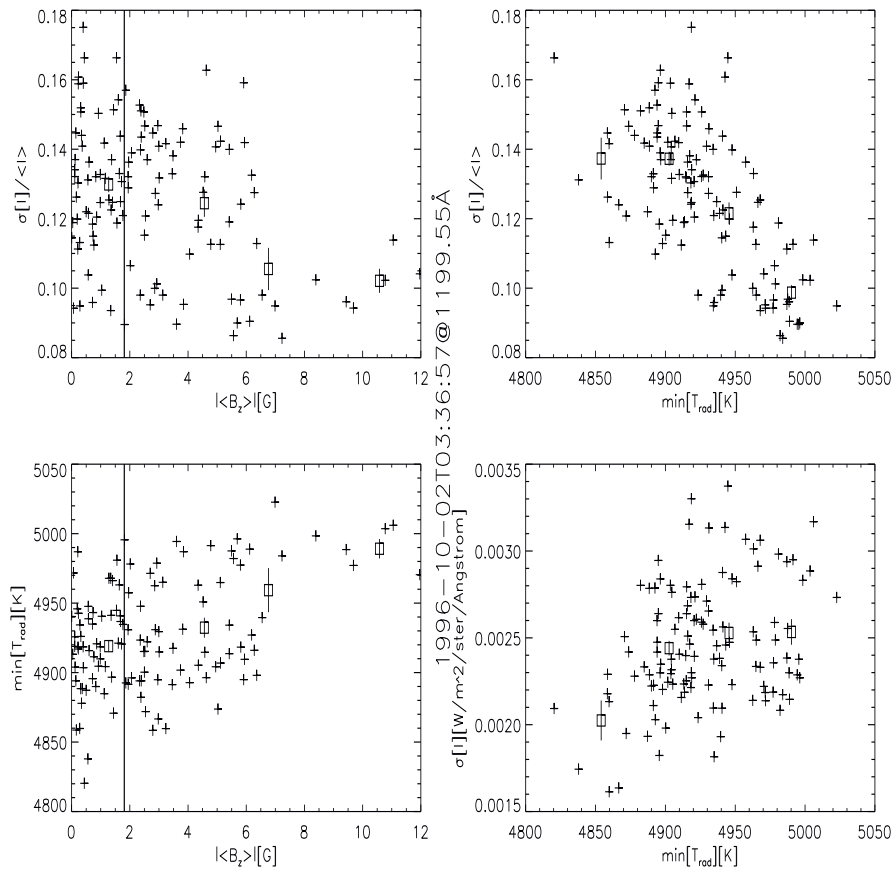 0.18
0.16
0.14
0.12
0.10
0.08
σ[I]/<I>
0 2 4 6 8 10 12
|<B_z>|[G]
0.18
0.16
0.14
0.12
0.10
0.08
σ[I]/<I>
4800 4850 4900 4950 5000 5050
min[T_rad][K]
1996-10-02T03:36:57@1199.55Å
5050
5000
4950
4900
4850
4800
min[T_rad][K]
0 2 4 6 8 10 12
|<B_z>|[G]
0.0035
0.0030
0.0025
0.0020
0.0015
σ[I][W/m^2/ster/Angstrom]
4800 4850 4900 4950 5000 5050
min[T_rad][K]